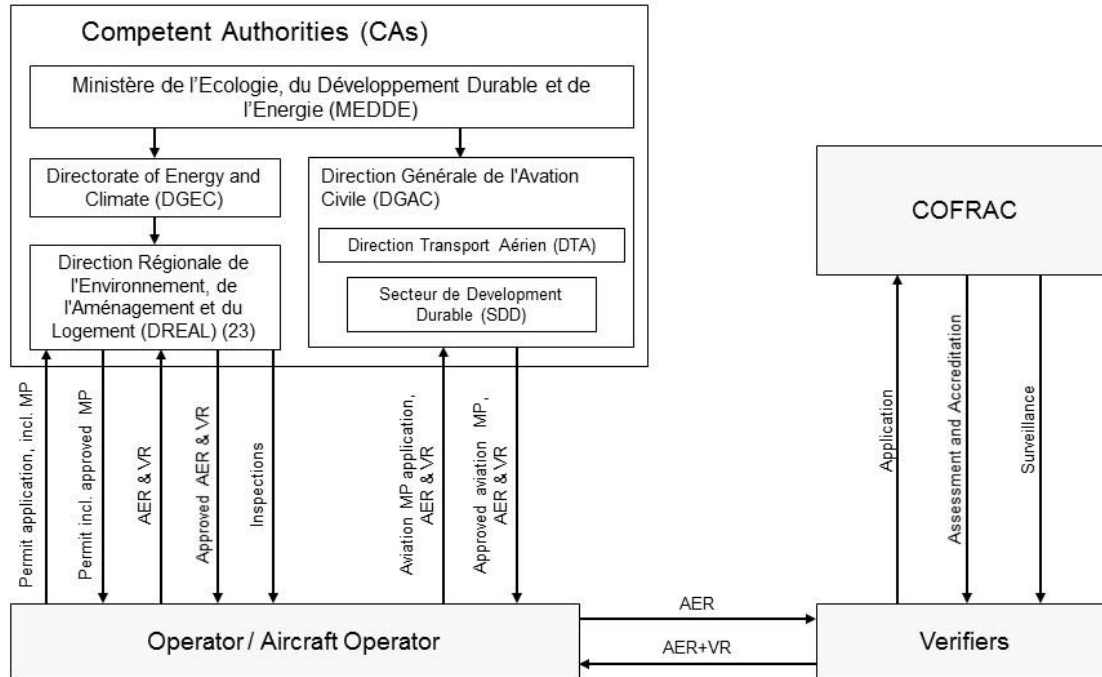 Competent Authorities (CAs)
Ministère de l'Ecologie, du Développement Durable et de
l'Energie (MEDDE)
Directorate of Energy and
Climate (DGEC)
Direction Générale de l'Avation
Civile (DGAC)
Direction Transport Aérien (DTA)
Secteur de Development
Durable (SDD)
Direction Régionale de
l'Environnement, de
l'Aménagement et du
Logement (DREAL) (23)
COFRAC
Permit application, incl. MP
Permit incl. approved MP
AER & VR
Approved AER & VR
Inspections
Aviation MP application,
AER & VR
Approved aviation MP,
AER & VR
Application
Assessment and Accreditation
Surveillance
Operator / Aircraft Operator
AER
AER+VR
Verifiers